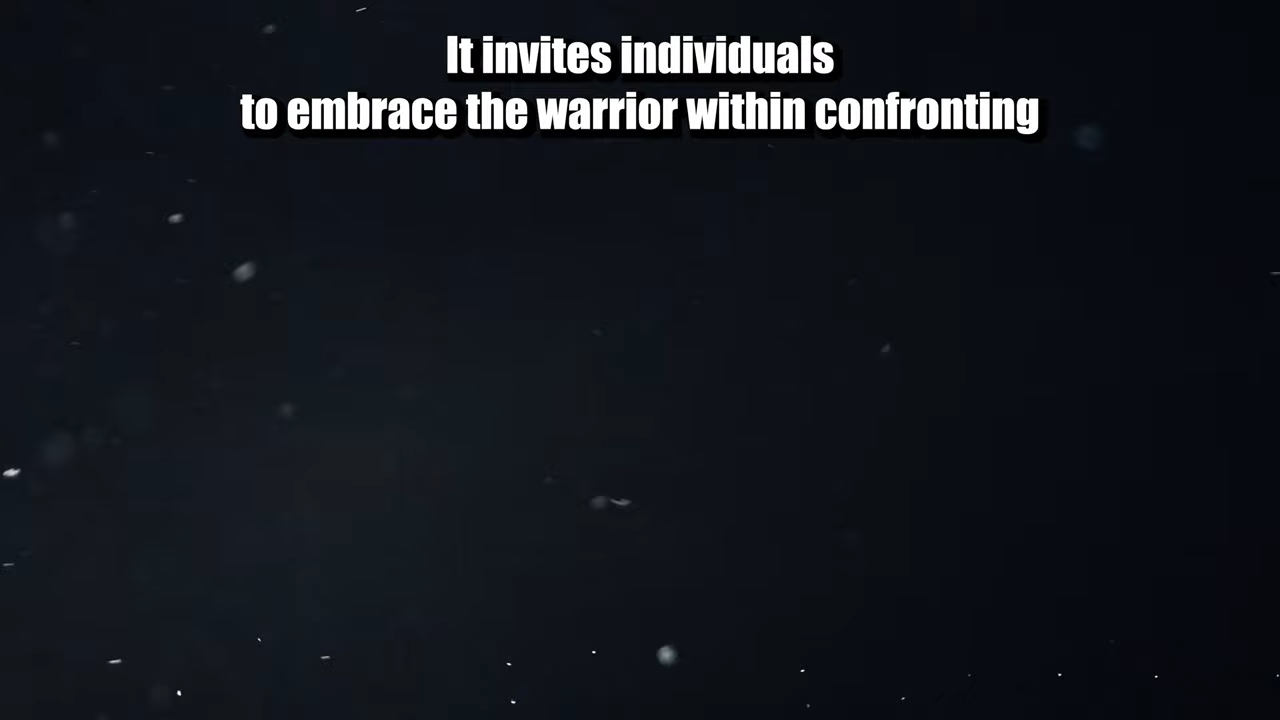 It invites individuals
to embrace the warrior within confronting